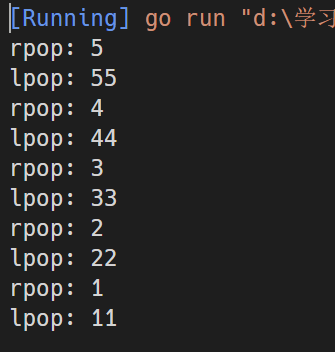 [Running] go run "d:\学习
rpop: 5
lpop: 55
rpop: 4
lpop: 44
rpop: 3
lpop: 33
rpop: 2
lpop: 22
rpop: 1
lpop: 11